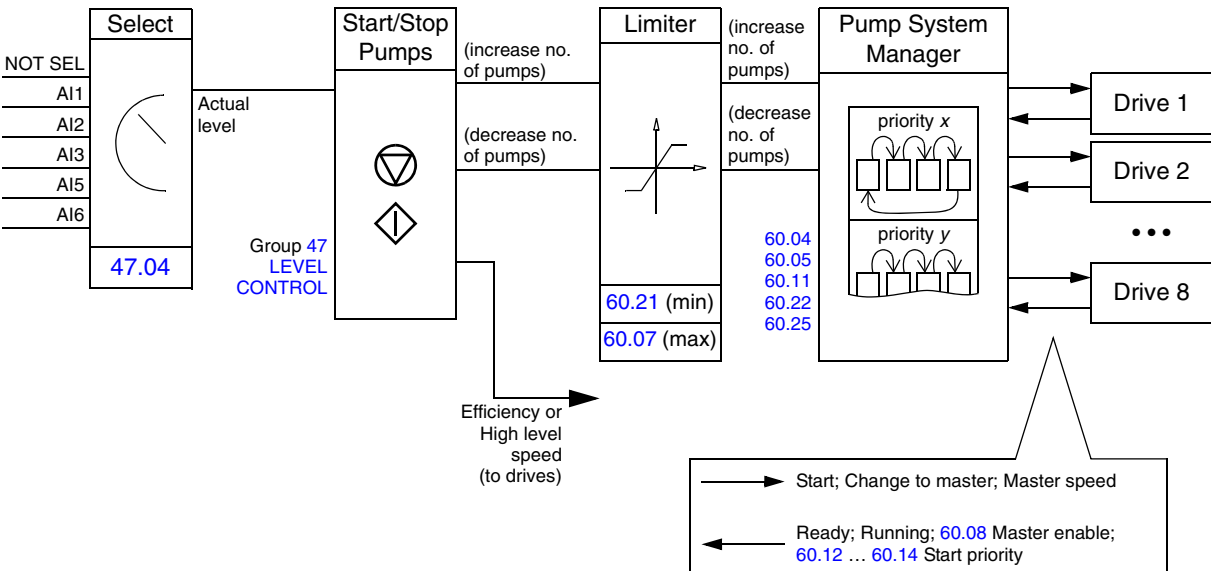 Select
NOT SEL
AI1
AI2
AI3
AI5
AI6
47.04
Actual
level
Start/Stop
Pumps
Group 47
LEVEL
CONTROL
(increase no.
of pumps)
(decrease no.
of pumps)
Efficiency or
High level
speed
(to drives)
Limiter
60.21 (min)
60.07 (max)
(increase
no. of
pumps)
(decrease
no. of
pumps)
60.04
60.05
60.11
60.22
60.25
Pump System
Manager
priority x
priority y
Drive 1
Drive 2
•••
Drive 8
Start; Change to master; Master speed
Ready; Running; 60.08 Master enable;
60.12 … 60.14 Start priority